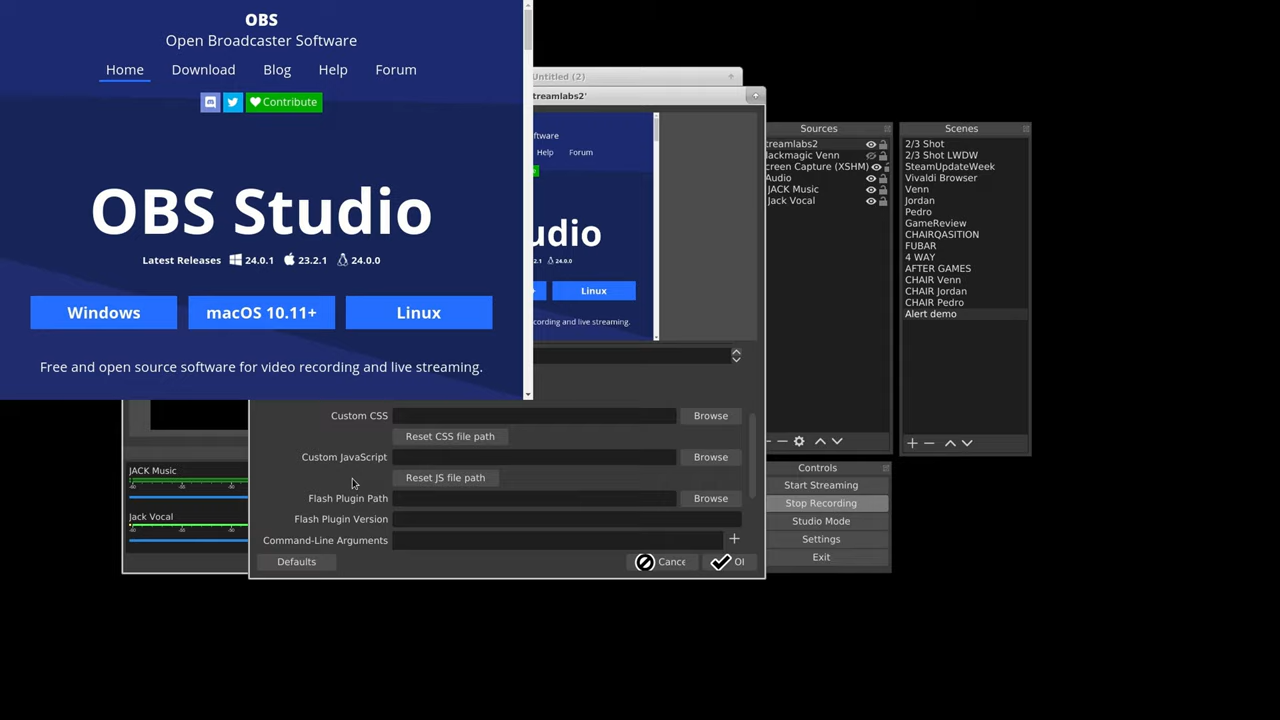 OBS
Open Broadcaster Software
Home Download Blog Help Forum
Contribute
OBS Studio
Latest Releases 24.0.1 23.2.1 24.0.0
Windows macOS 10.11+ Linux
Free and open source software for video recording and live streaming.
Untitled (2)
treamlabs2'
ftware
Help Forum
udio
2.1 24.0.0
Linux
cording and live streaming.
Custom CSS Browse
Reset CSS file path
Custom JavaScript Browse
Reset JS file path
Flash Plugin Path Browse
Flash Plugin Version
Command-Line Arguments
Defaults Cance OI
JACK Music
Jack Vocal
Sources
treamlabs2
lackmagic Venn
creen Capture (XSHM)
Audio
JACK Music
Jack Vocal
Scenes
2/3 Shot
2/3 Shot LWDW
SteamUpdateWeek
Vivaldi Browser
Venn
Jordan
Pedro
GameReview
CHAIRQASITION
FUBAR
4 WAY
AFTER GAMES
CHAIR Venn
CHAIR Jordan
CHAIR Pedro
Alert demo
Controls
Start Streaming
Stop Recording
Studio Mode
Settings
Exit